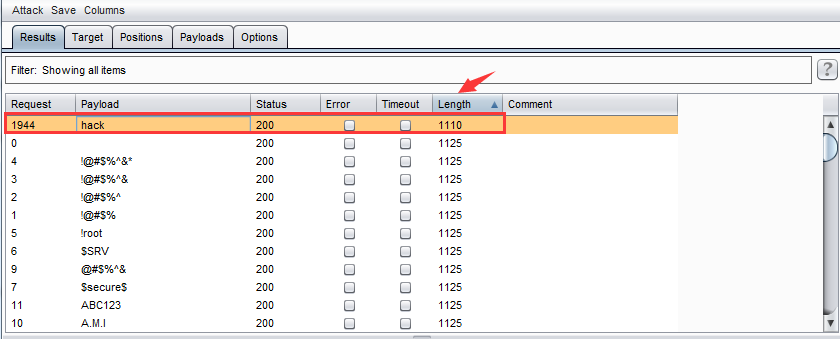 Attack Save Columns
Results Target Positions Payloads Options
Filter: Showing all items ?
Request Payload Status Error Timeout Length Comment
1944 hack 200 1110
0 200 1125
4 !@#$%^&* 200 1125
3 !@#$%^& 200 1125
2 !@#$%^ 200 1125
1 !@#$% 200 1125
5 !root 200 1125
6 $SRV 200 1125
9 @#$%^& 200 1125
7 $secure$ 200 1125
11 ABC123 200 1125
10 A.M.I 200 1125